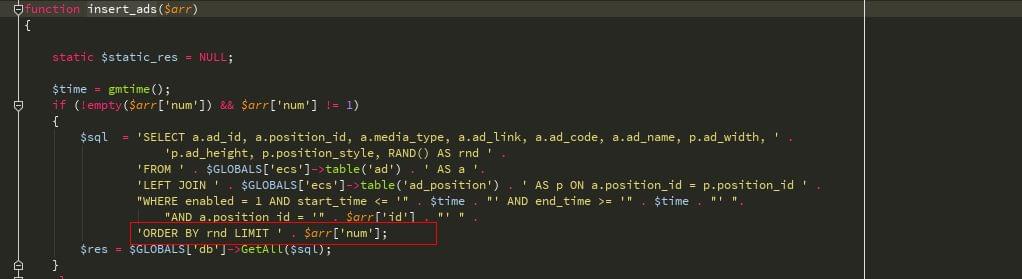 function insert_ads($arr)
{
static $static_res = NULL;
$time = gmtime();
if (!empty($arr['num']) && $arr['num'] != 1)
{
$sql = 'SELECT a.ad_id, a.position_id, a.media_type, a.ad_link, a.ad_code, a.ad_name, p.ad_width, ' .
'p.ad_height, p.position_style, RAND() AS rnd ' .
'FROM ' . $GLOBALS['ecs']->table('ad') . ' AS a '.
'LEFT JOIN ' . $GLOBALS['ecs']->table('ad_position') . ' AS p ON a.position_id = p.position_id ' .
"WHERE enabled = 1 AND start_time <= '" . $time . "' AND end_time >= '" . $time . "' ".
"AND a.position_id = '" . $arr['id'] . "' " .
'ORDER BY rnd LIMIT ' . $arr['num'];
$res = $GLOBALS['db']->GetAll($sql);
}